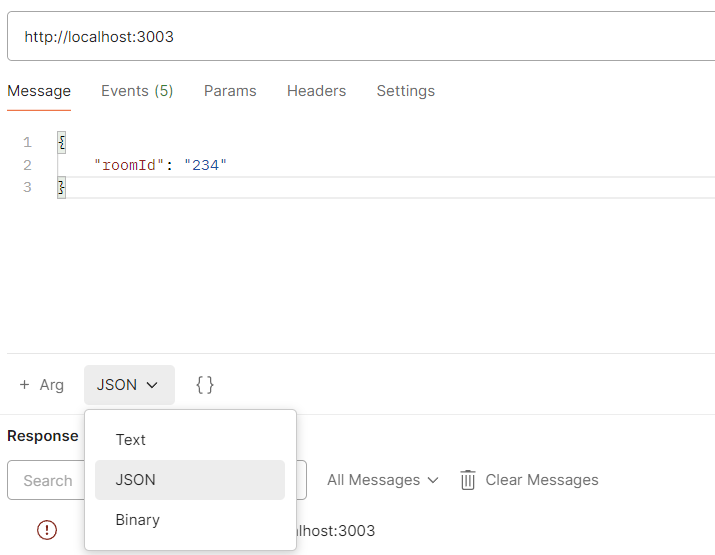 http://localhost:3003
Message Events (5) Params Headers Settings
1 {
2 "roomId": "234"
3 }
+ Arg JSON { }
Response
Text
Search JSON All Messages Clear Messages
Binary
lhost:3003